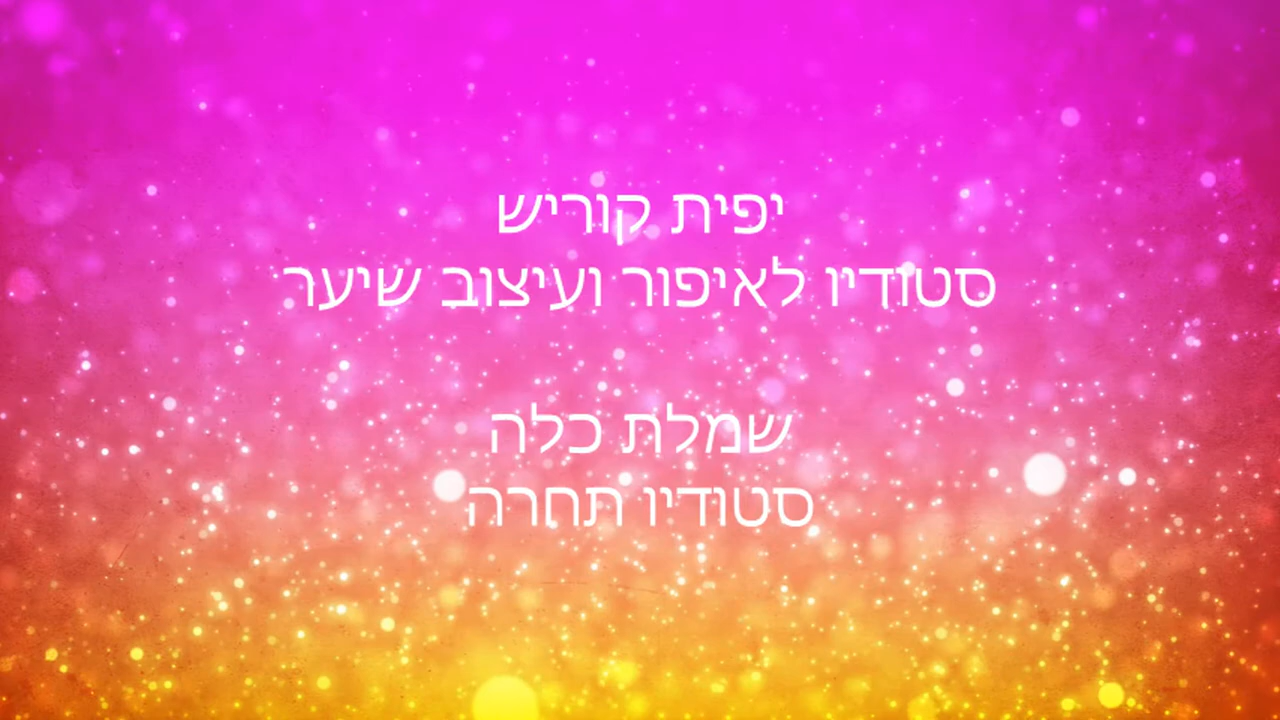 יפית קוריש
סטודיו לאיפור ועיצוב שיער
שמלת כלה
סטודיו תחרה